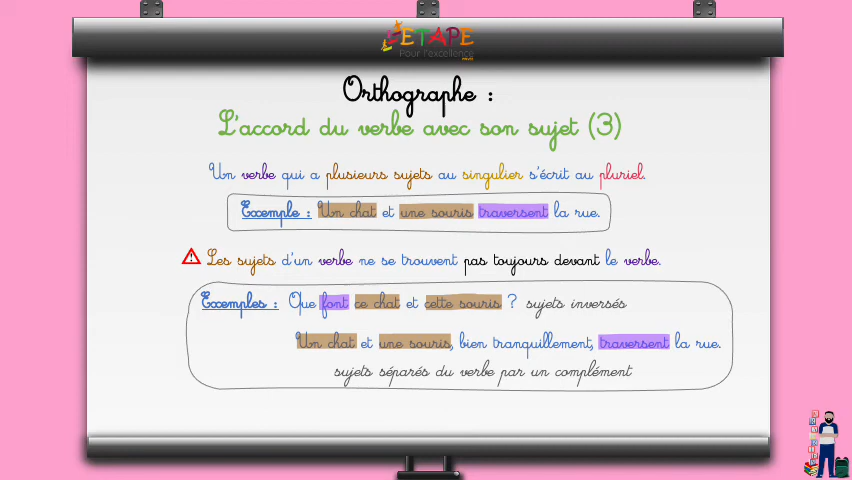 ETAPE
Pour l'excellence
Orthographe :
L'accord du verbe avec son sujet (3)
Un verbe qui a plusieurs sujets au singulier s'écrit au pluriel.
Exemple : Un chat et une souris traversent la rue.
Les sujets d'un verbe ne se trouvent pas toujours devant le verbe.
Exemples : Que font ce chat et cette souris ? sujets inversés
Un chat et une souris, bien tranquillement, traversent la rue.
sujets séparés du verbe par un complément